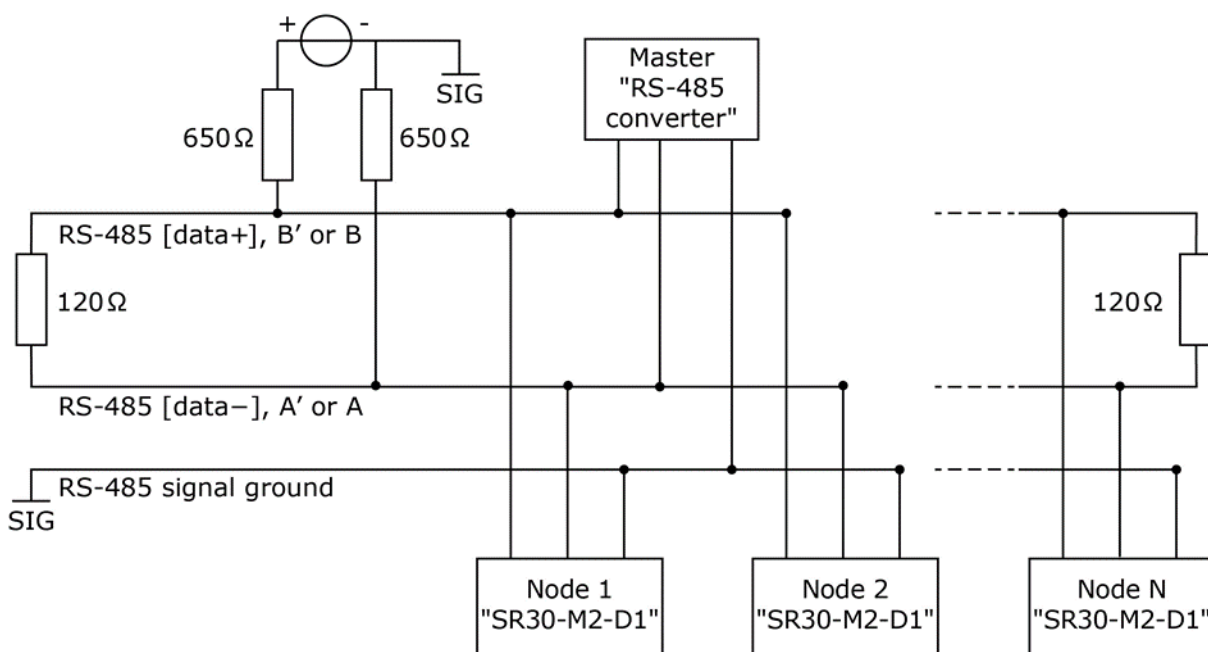 + -
SIG
650Ω
650Ω
Master
"RS-485
converter"
RS-485 [data+], B' or B
120Ω
120Ω
RS-485 [data−], A' or A
RS-485 signal ground
SIG
Node 1
"SR30-M2-D1"
Node 2
"SR30-M2-D1"
Node N
"SR30-M2-D1"